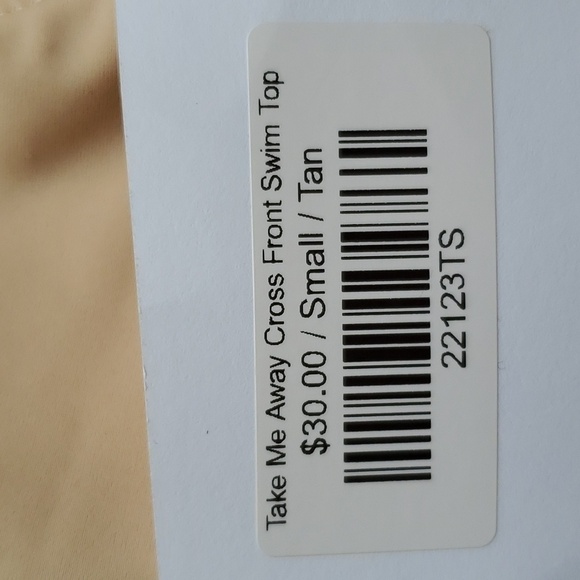 Take Me Away Cross Front Swim Top
$30.00 / Small / Tan
22123TS